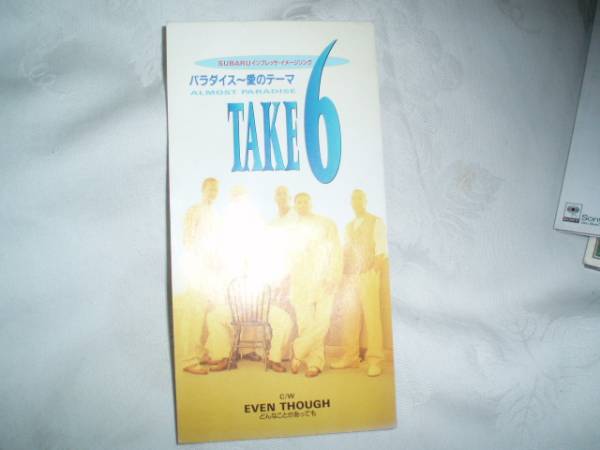 SUBARUインプレッサ・イメージソング
パラダイス〜愛のテーマ
ALMOST PARADISE
TAKE 6
C/W
EVEN THOUGH
どんなことがあっても
SONY